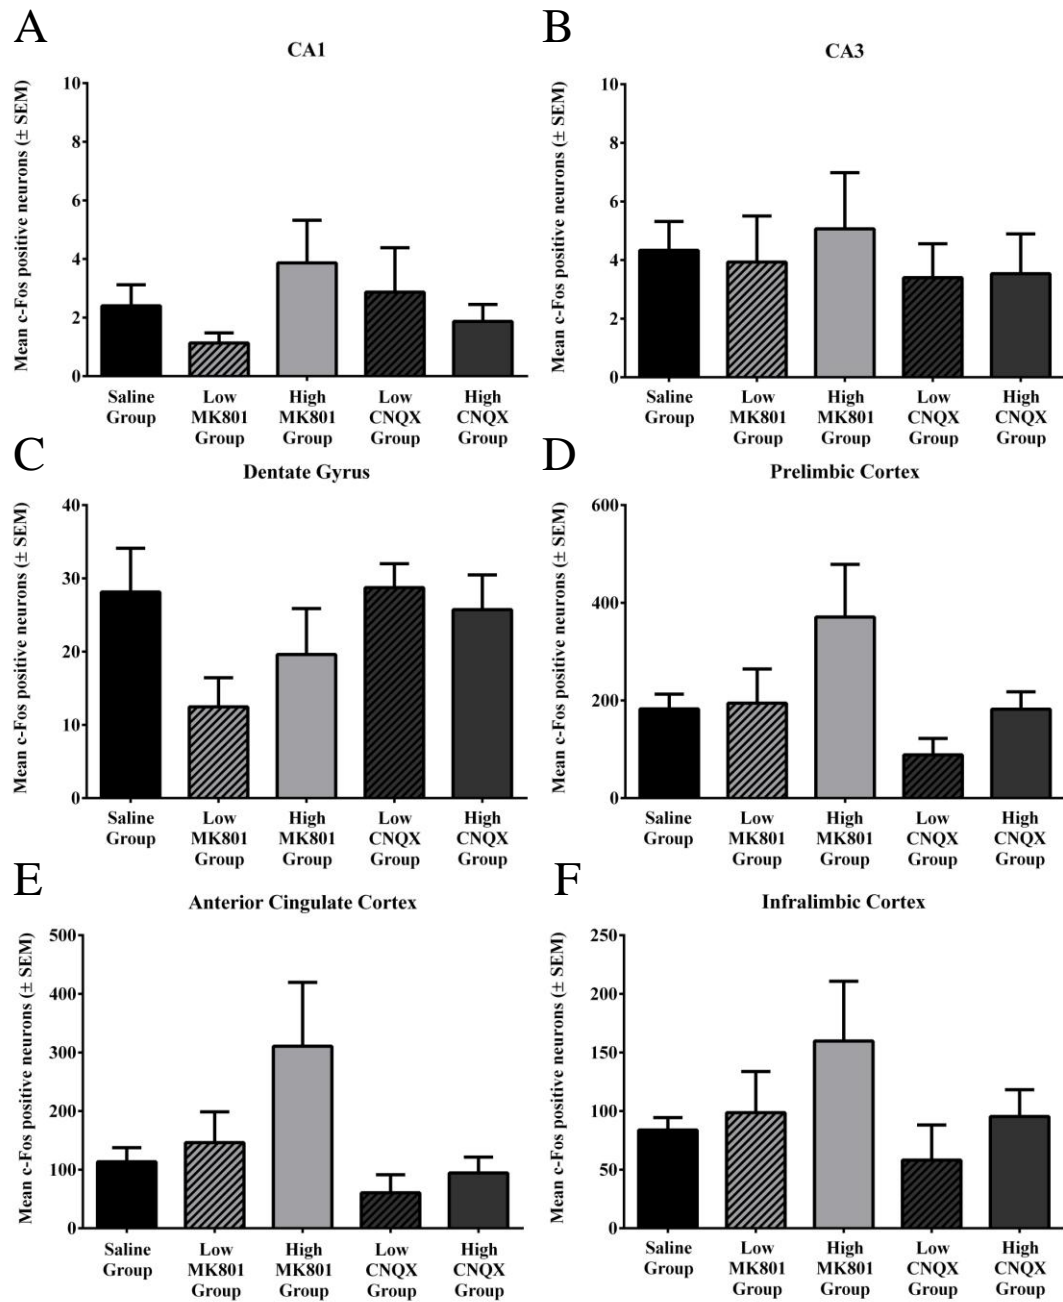 A
CA1
Mean c-Fos positive neurons (± SEM)
10
8
6
4
2
0
Saline Group
Low MK801 Group
High MK801 Group
Low CNQX Group
High CNQX Group
B
CA3
Mean c-Fos positive neurons (± SEM)
10
8
6
4
2
0
Saline Group
Low MK801 Group
High MK801 Group
Low CNQX Group
High CNQX Group
C
Dentate Gyrus
Mean c-Fos positive neurons (± SEM)
40
30
20
10
0
Saline Group
Low MK801 Group
High MK801 Group
Low CNQX Group
High CNQX Group
D
Prelimbic Cortex
Mean c-Fos positive neurons (± SEM)
600
400
200
0
Saline Group
Low MK801 Group
High MK801 Group
Low CNQX Group
High CNQX Group
E
Anterior Cingulate Cortex
Mean c-Fos positive neurons (± SEM)
500
400
300
200
100
0
Saline Group
Low MK801 Group
High MK801 Group
Low CNQX Group
High CNQX Group
F
Infralimbic Cortex
Mean c-Fos positive neurons (± SEM)
250
200
150
100
50
0
Saline Group
Low MK801 Group
High MK801 Group
Low CNQX Group
High CNQX Group